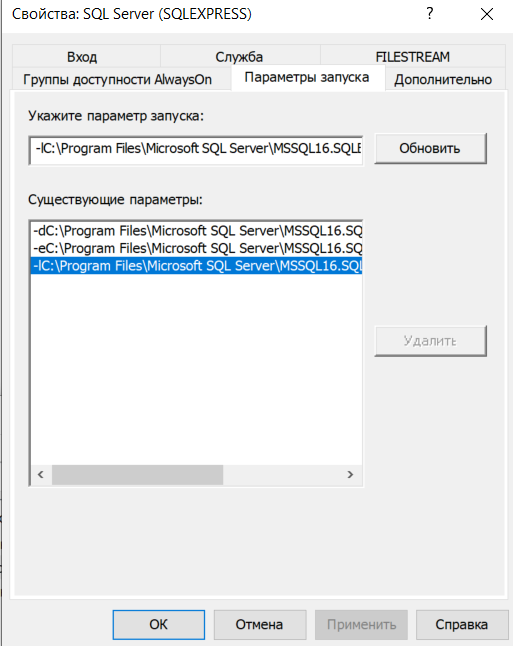 Свойства: SQL Server (SQLEXPRESS)
? ×
Вход Служба FILESTREAM
Группы доступности AlwaysOn Параметры запуска Дополнительно
Укажите параметр запуска:
-lC:\Program Files\Microsoft SQL Server\MSSQL16.SQLE Обновить
Существующие параметры:
-dC:\Program Files\Microsoft SQL Server\MSSQL16.SQ
-eC:\Program Files\Microsoft SQL Server\MSSQL16.SQ
-lC:\Program Files\Microsoft SQL Server\MSSQL16.SQL
Удалить
ОК Отмена Применить Справка